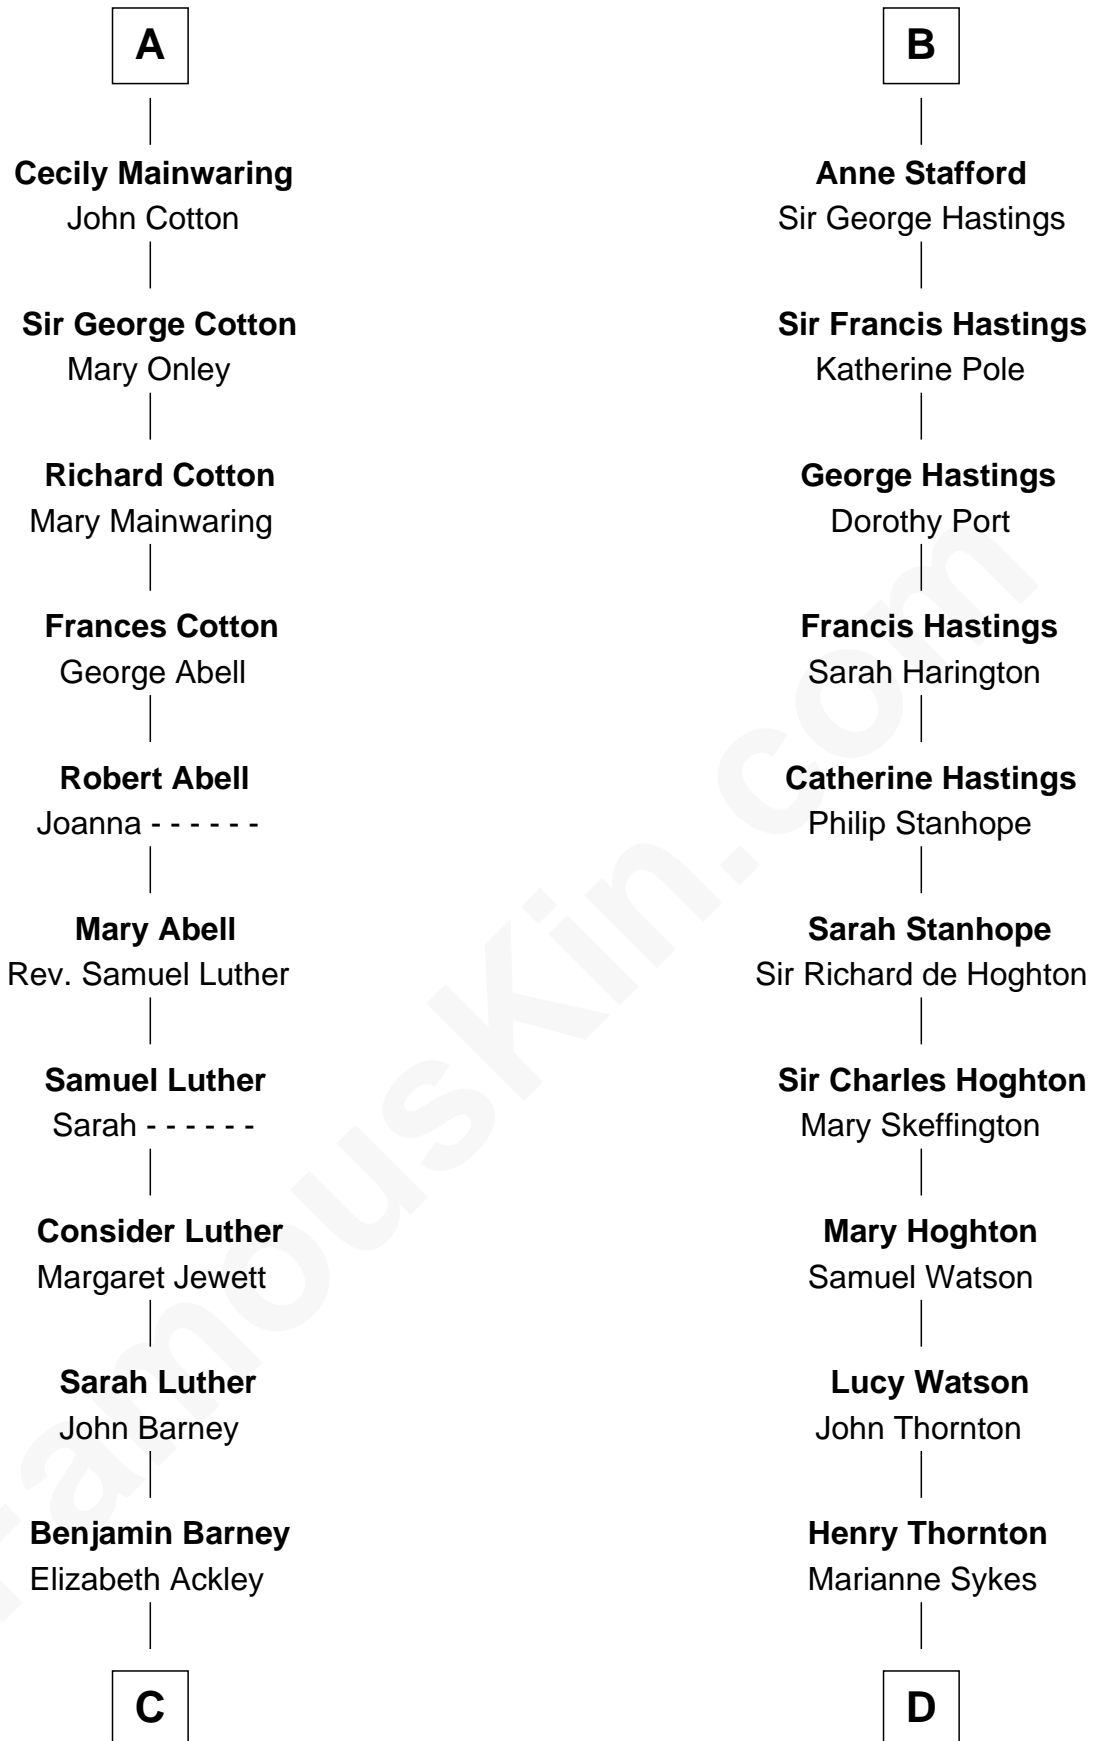 A
Cecily Mainwaring
John Cotton
Sir George Cotton
Mary Onley
Richard Cotton
Mary Mainwaring
Frances Cotton
George Abell
Robert Abell
Joanna - - - - - -
Mary Abell
Rev. Samuel Luther
Samuel Luther
Sarah - - - - - -
Consider Luther
Margaret Jewett
Sarah Luther
John Barney
Benjamin Barney
Elizabeth Ackley
C
B
Anne Stafford
Sir George Hastings
Sir Francis Hastings
Katherine Pole
George Hastings
Dorothy Port
Francis Hastings
Sarah Harington
Catherine Hastings
Philip Stanhope
Sarah Stanhope
Sir Richard de Hoghton
Sir Charles Hoghton
Mary Skeffington
Mary Hoghton
Samuel Watson
Lucy Watson
John Thornton
Henry Thornton
Marianne Sykes
D
FamousKin.com